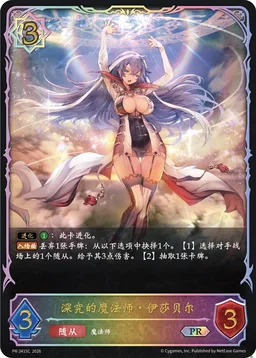 3
进化 1 ：此卡进化。
入场曲 丢弃1张手牌：从以下选项中抉择1个。【1】选择对手战
场上的1个随从。给予其3点伤害。【2】抽取1张卡牌。
深究的魔法师·伊莎贝尔
3 随从 魔法师 PR 3
© Cygames, Inc. Published by NetEase Games